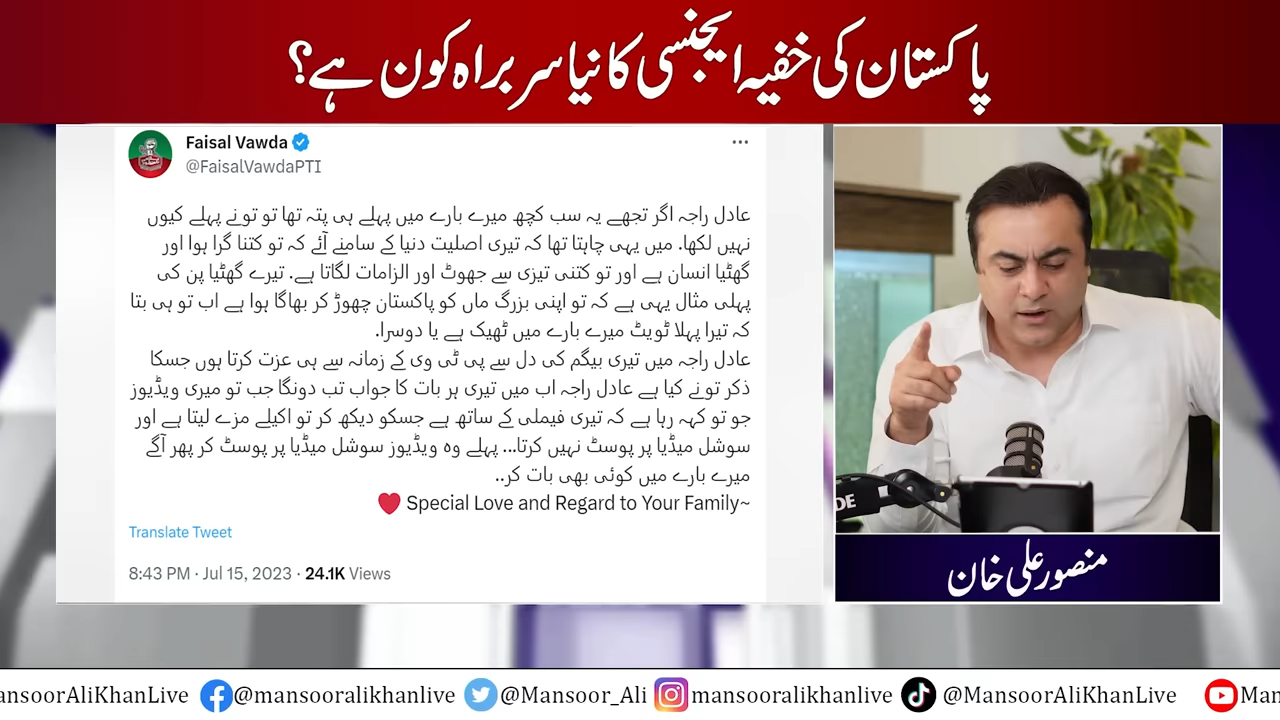 پاکستان کی خفیہ ایجنسی کا نیا سربراہ کون ہے؟
Faisal Vawda
@FaisalVawdaPTI
عادل راجہ اگر تجھے یہ سب کچھ میرے بارے میں پہلے ہی پتہ تھا تو تو نے پہلے کیوں
نہیں لکھا. میں یہی چاہتا تھا کہ تیری اصلیت دنیا کے سامنے آئے کہ تو کتنا گرا ہوا اور
گھٹیا انسان ہے اور تو کتنی تیزی سے جھوٹ اور الزامات لگاتا ہے. تیرے گھٹیا پن کی
پہلی مثال یہی ہے کہ تو اپنی بزرگ ماں کو پاکستان چھوڑ کر بھاگا ہوا ہے اب تو ہی بتا
کہ تیرا پہلا ٹویٹ میرے بارے میں ٹھیک ہے یا دوسرا.
عادل راجہ میں تیری بیگم کی دل سے پی ٹی وی کے زمانہ سے ہی عزت کرتا ہوں جسکا
ذکر تو نے کیا ہے عادل راجہ اب میں تیری ہر بات کا جواب تب دونگا جب تو میری ویڈیوز
جو تو کہہ رہا ہے کہ تیری فیملی کے ساتھ ہے جسکو دیکھ کر تو اکیلے مزے لیتا ہے اور
سوشل میڈیا پر پوسٹ نہیں کرتا... پہلے وہ ویڈیوز سوشل میڈیا پر پوسٹ کر پھر آگے
میرے بارے میں کوئی بھی بات کر..
❤️ Special Love and Regard to Your Family~
Translate Tweet
8:43 PM · Jul 15, 2023 · 24.1K Views
DE
منصور علی خان
ansoorAliKhanLive @mansooralikhanlive @Mansoor_Ali mansooralikhanlive @MansoorAliKhanLive Man